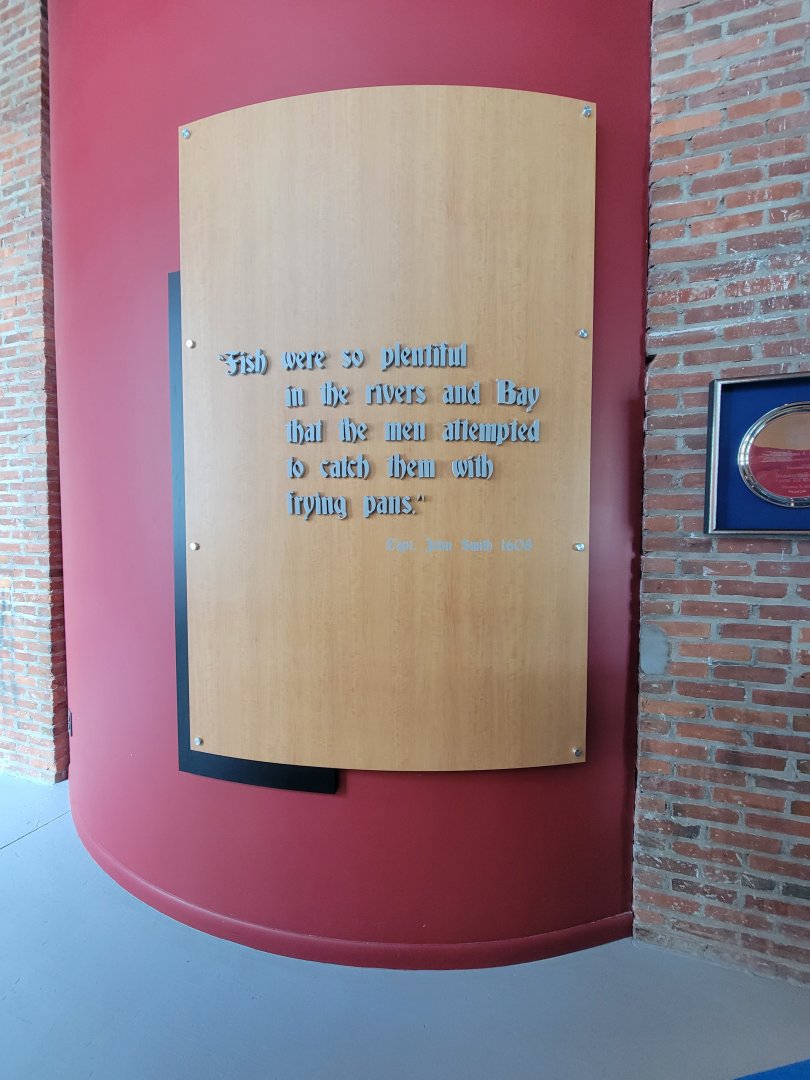 "Fish were so plentiful
in the rivers and Bay
that the men attempted
to catch them with
frying pans."
Capt. John Smith 1608